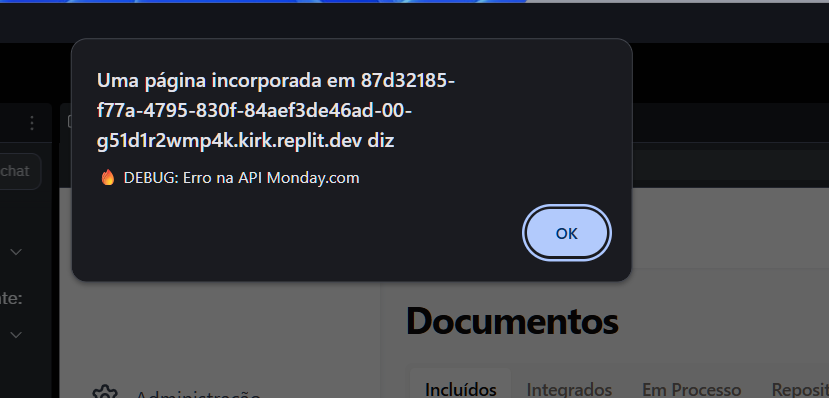 Uma página incorporada em 87d32185-
f77a-4795-830f-84aef3de46ad-00-
g51d1r2wmp4k.kirk.replit.dev diz
🔥 DEBUG: Erro na API Monday.com
OK
chat
te:
Documentos
Administração
Incluídos Integrados Em Processo Reposit